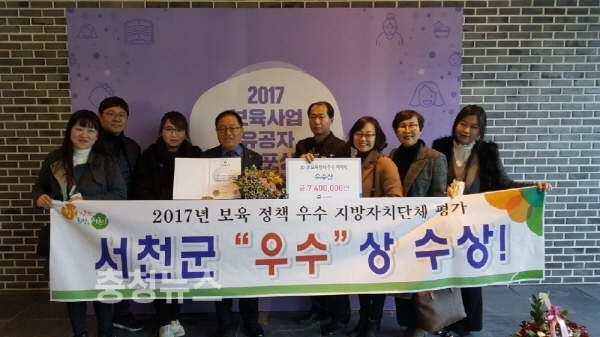 2017
보육사업
유공자
우수상
금 7,400,000원
2017년 보육 정책 우수 지방자치단체 평가
서천군 "우수" 상 수상!
충청뉴스